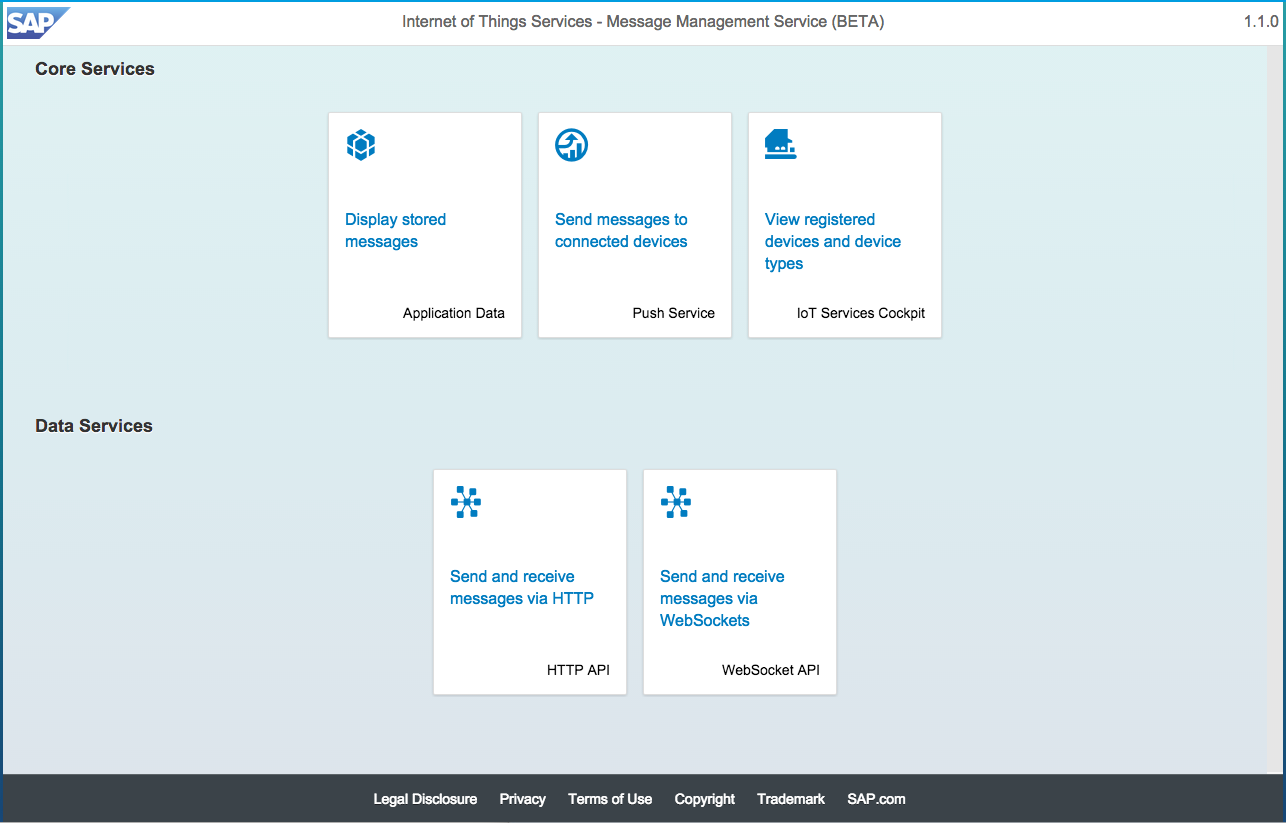 SAP
Internet of Things Services - Message Management Service (BETA)
1.1.0
Core Services
Display stored
messages
Application Data
Send messages to
connected devices
Push Service
View registered
devices and device
types
IoT Services Cockpit
Data Services
Send and receive
messages via HTTP
HTTP API
Send and receive
messages via
WebSockets
WebSocket API
Legal Disclosure Privacy Terms of Use Copyright Trademark SAP.com